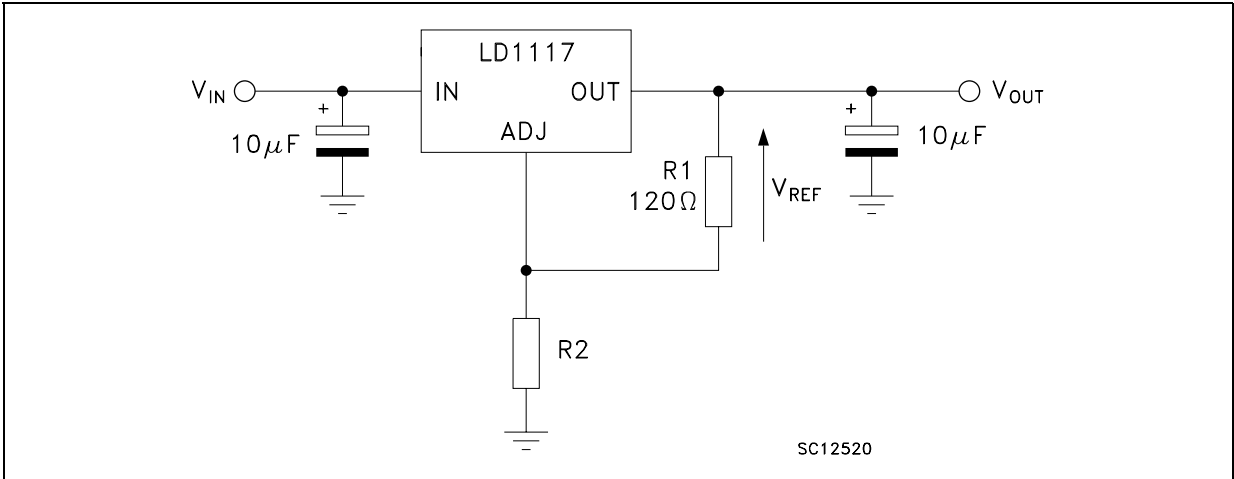 LD1117
V_IN
IN
OUT
V_OUT
+
10μF
ADJ
+
10μF
R1
120Ω
V_REF
R2
SC12520